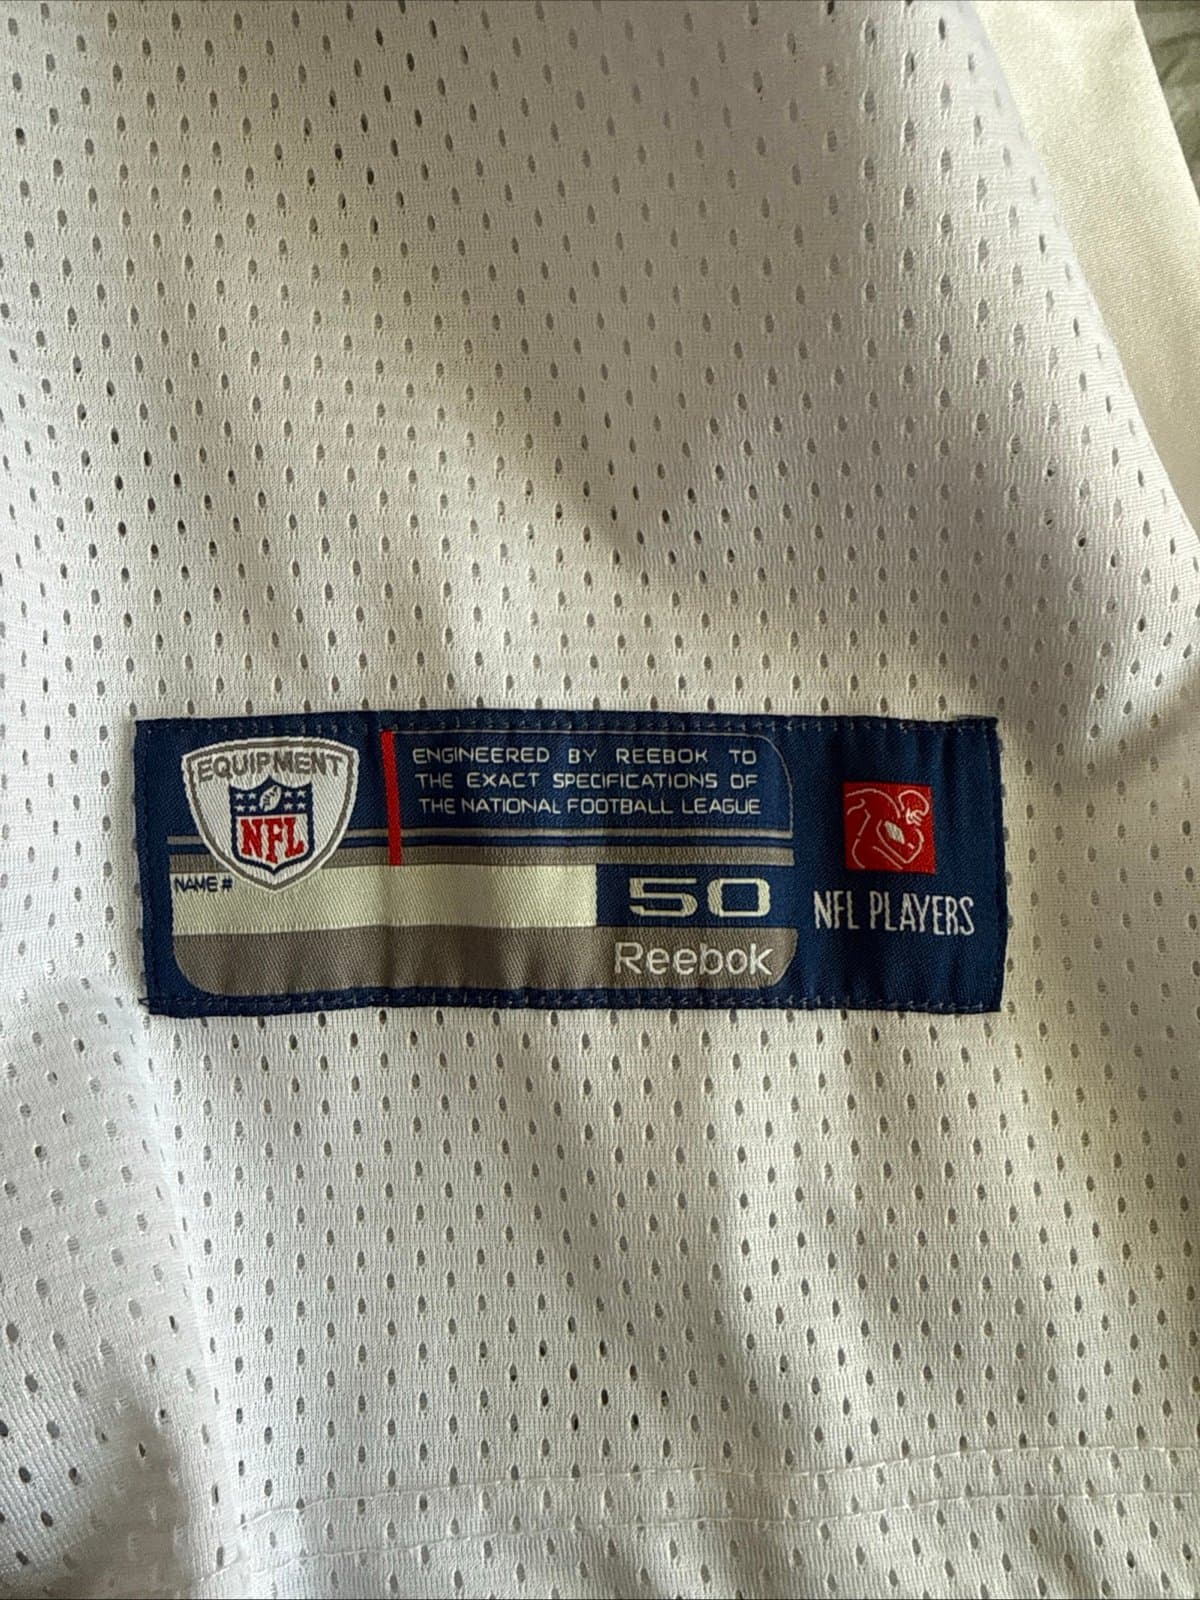 EQUIPMENT
NFL
ENGINEERED BY REEBOK TO
THE EXACT SPECIFICATIONS OF
THE NATIONAL FOOTBALL LEAGUE
NAME #
50
Reebok
NFL PLAYERS